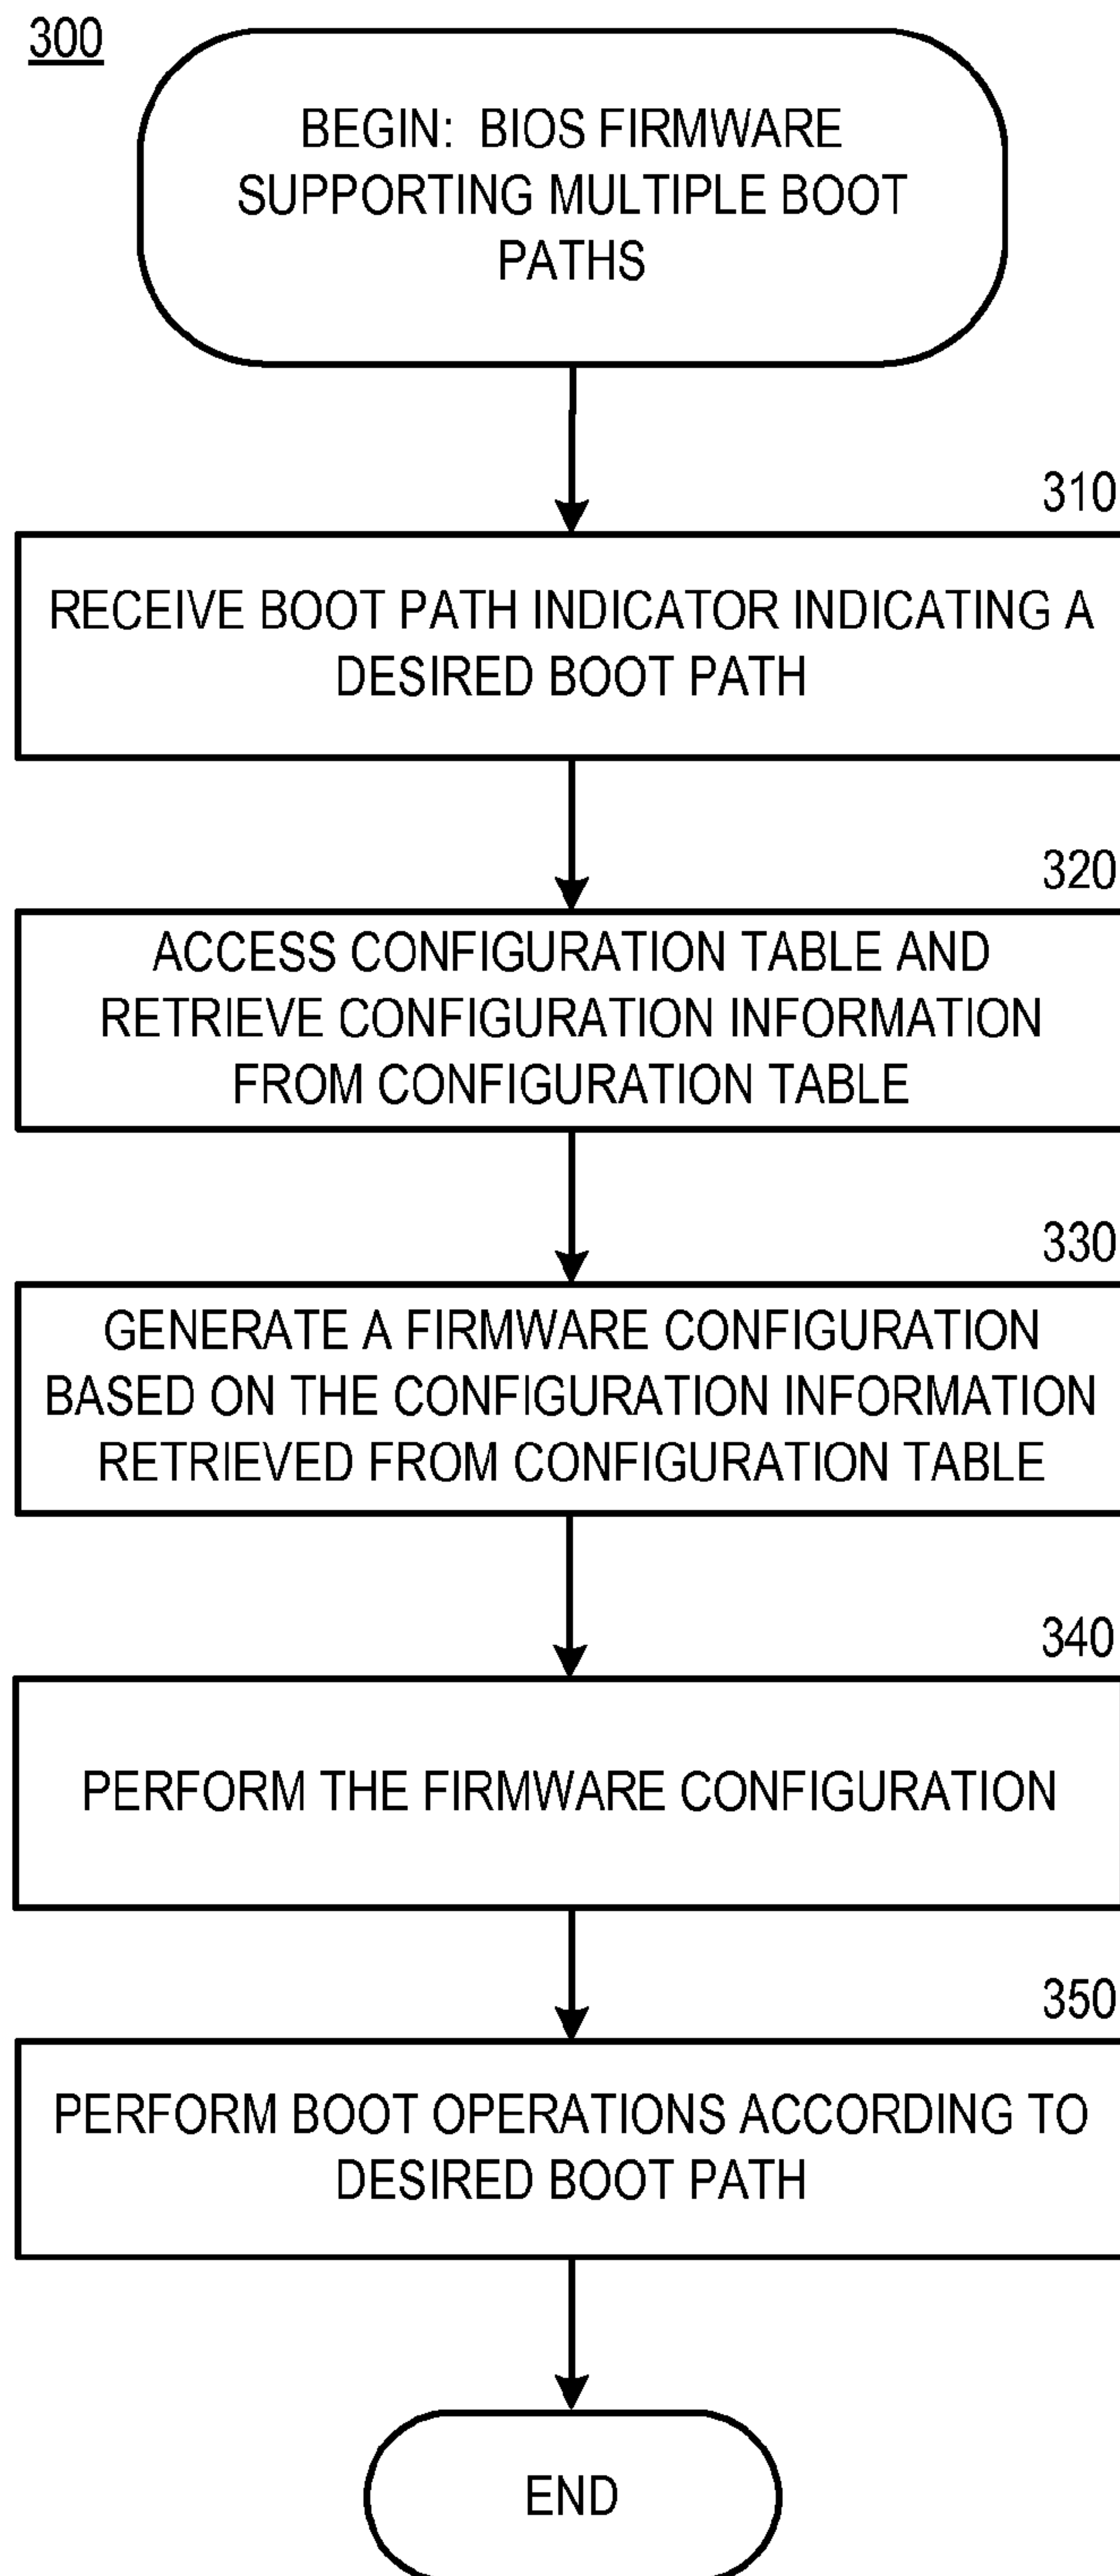 300
BEGIN: BIOS FIRMWARE
SUPPORTING MULTIPLE BOOT
PATHS
310
RECEIVE BOOT PATH INDICATOR INDICATING A
DESIRED BOOT PATH
320
ACCESS CONFIGURATION TABLE AND
RETRIEVE CONFIGURATION INFORMATION
FROM CONFIGURATION TABLE
330
GENERATE A FIRMWARE CONFIGURATION
BASED ON THE CONFIGURATION INFORMATION
RETRIEVED FROM CONFIGURATION TABLE
340
PERFORM THE FIRMWARE CONFIGURATION
350
PERFORM BOOT OPERATIONS ACCORDING TO
DESIRED BOOT PATH
END